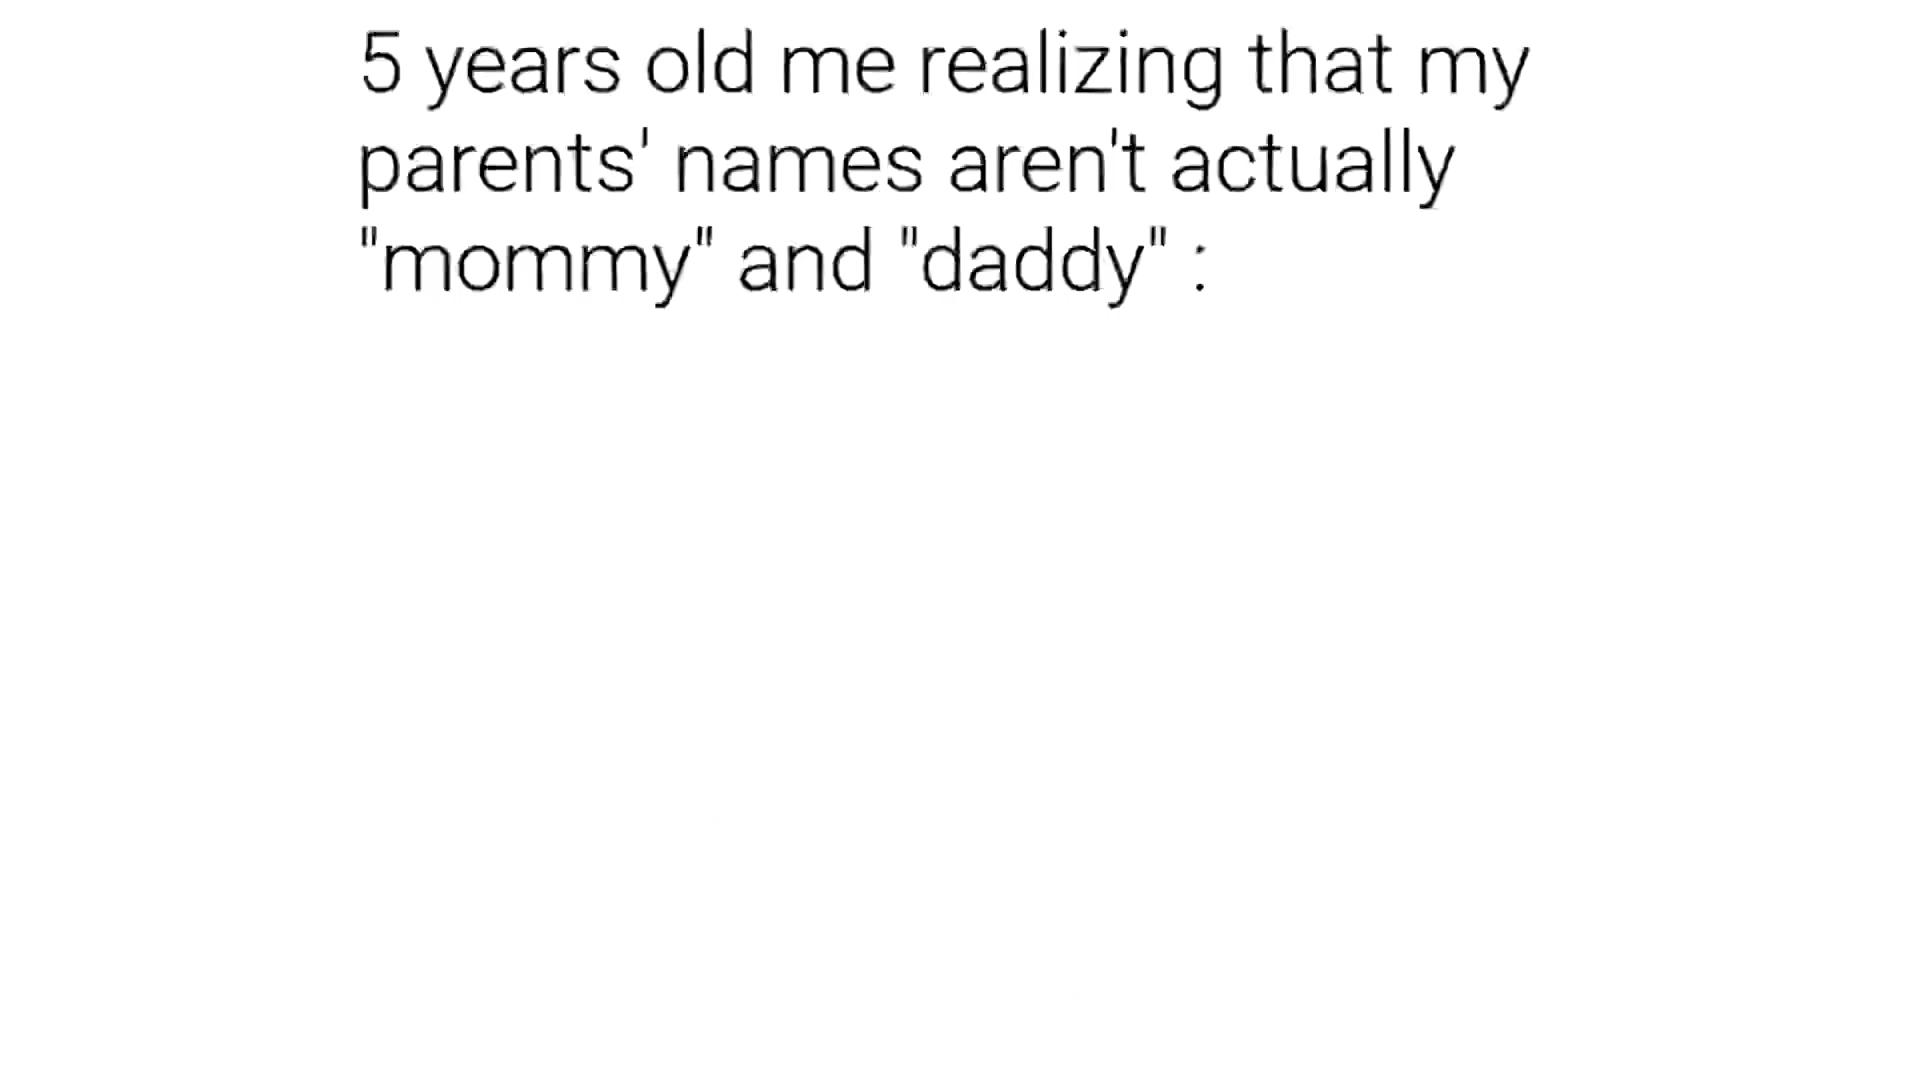 5 years old me realizing that my
parents' names aren't actually
"mommy" and "daddy" :